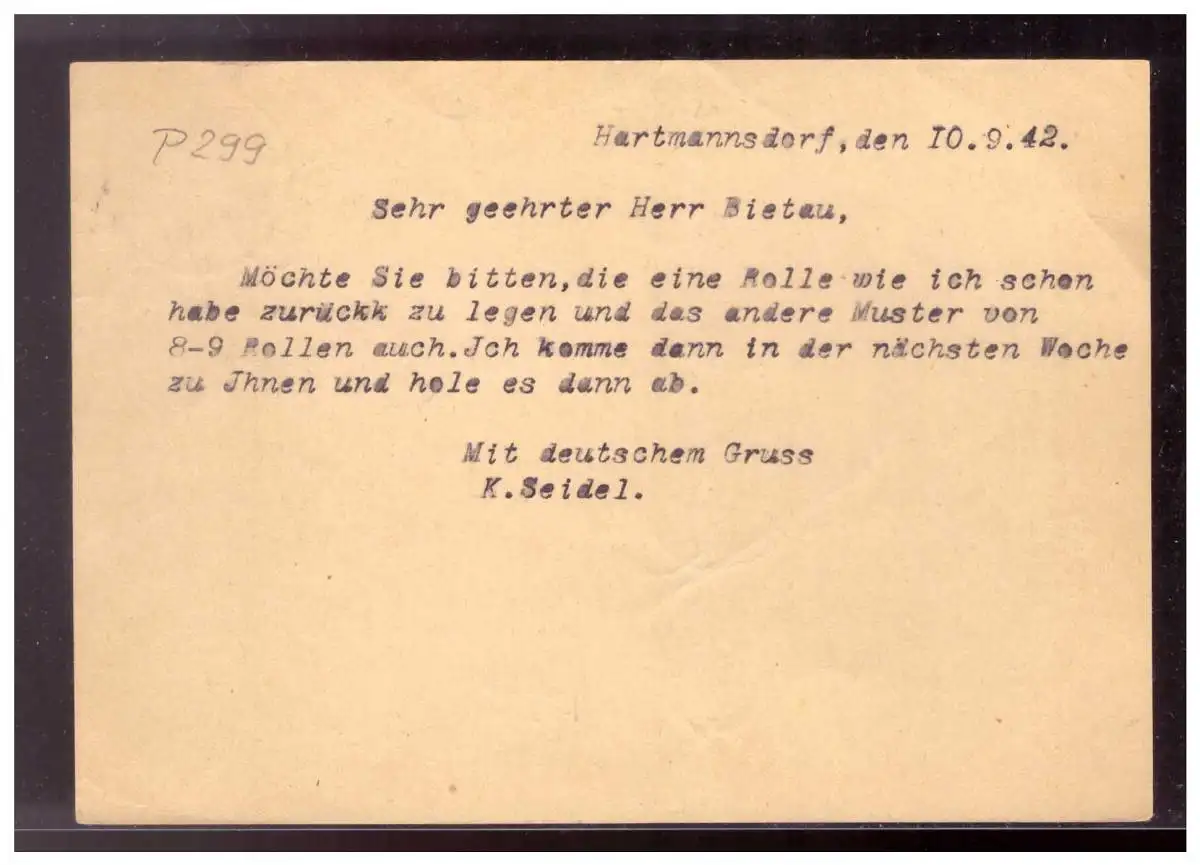 P299
Hartmannsdorf,den IO.9.42.
Sehr geehrter Herr Bietau,
Möchte Sie bitten,die eine Rolle wie ich schon
habe zurückk zu legen und das andere Muster von
8-9 Rollen auch.Jch komme dann in der nächsten Woche
zu Jhnen und hole es dann ab.
Mit deutschem Gruss
K.Seidel.